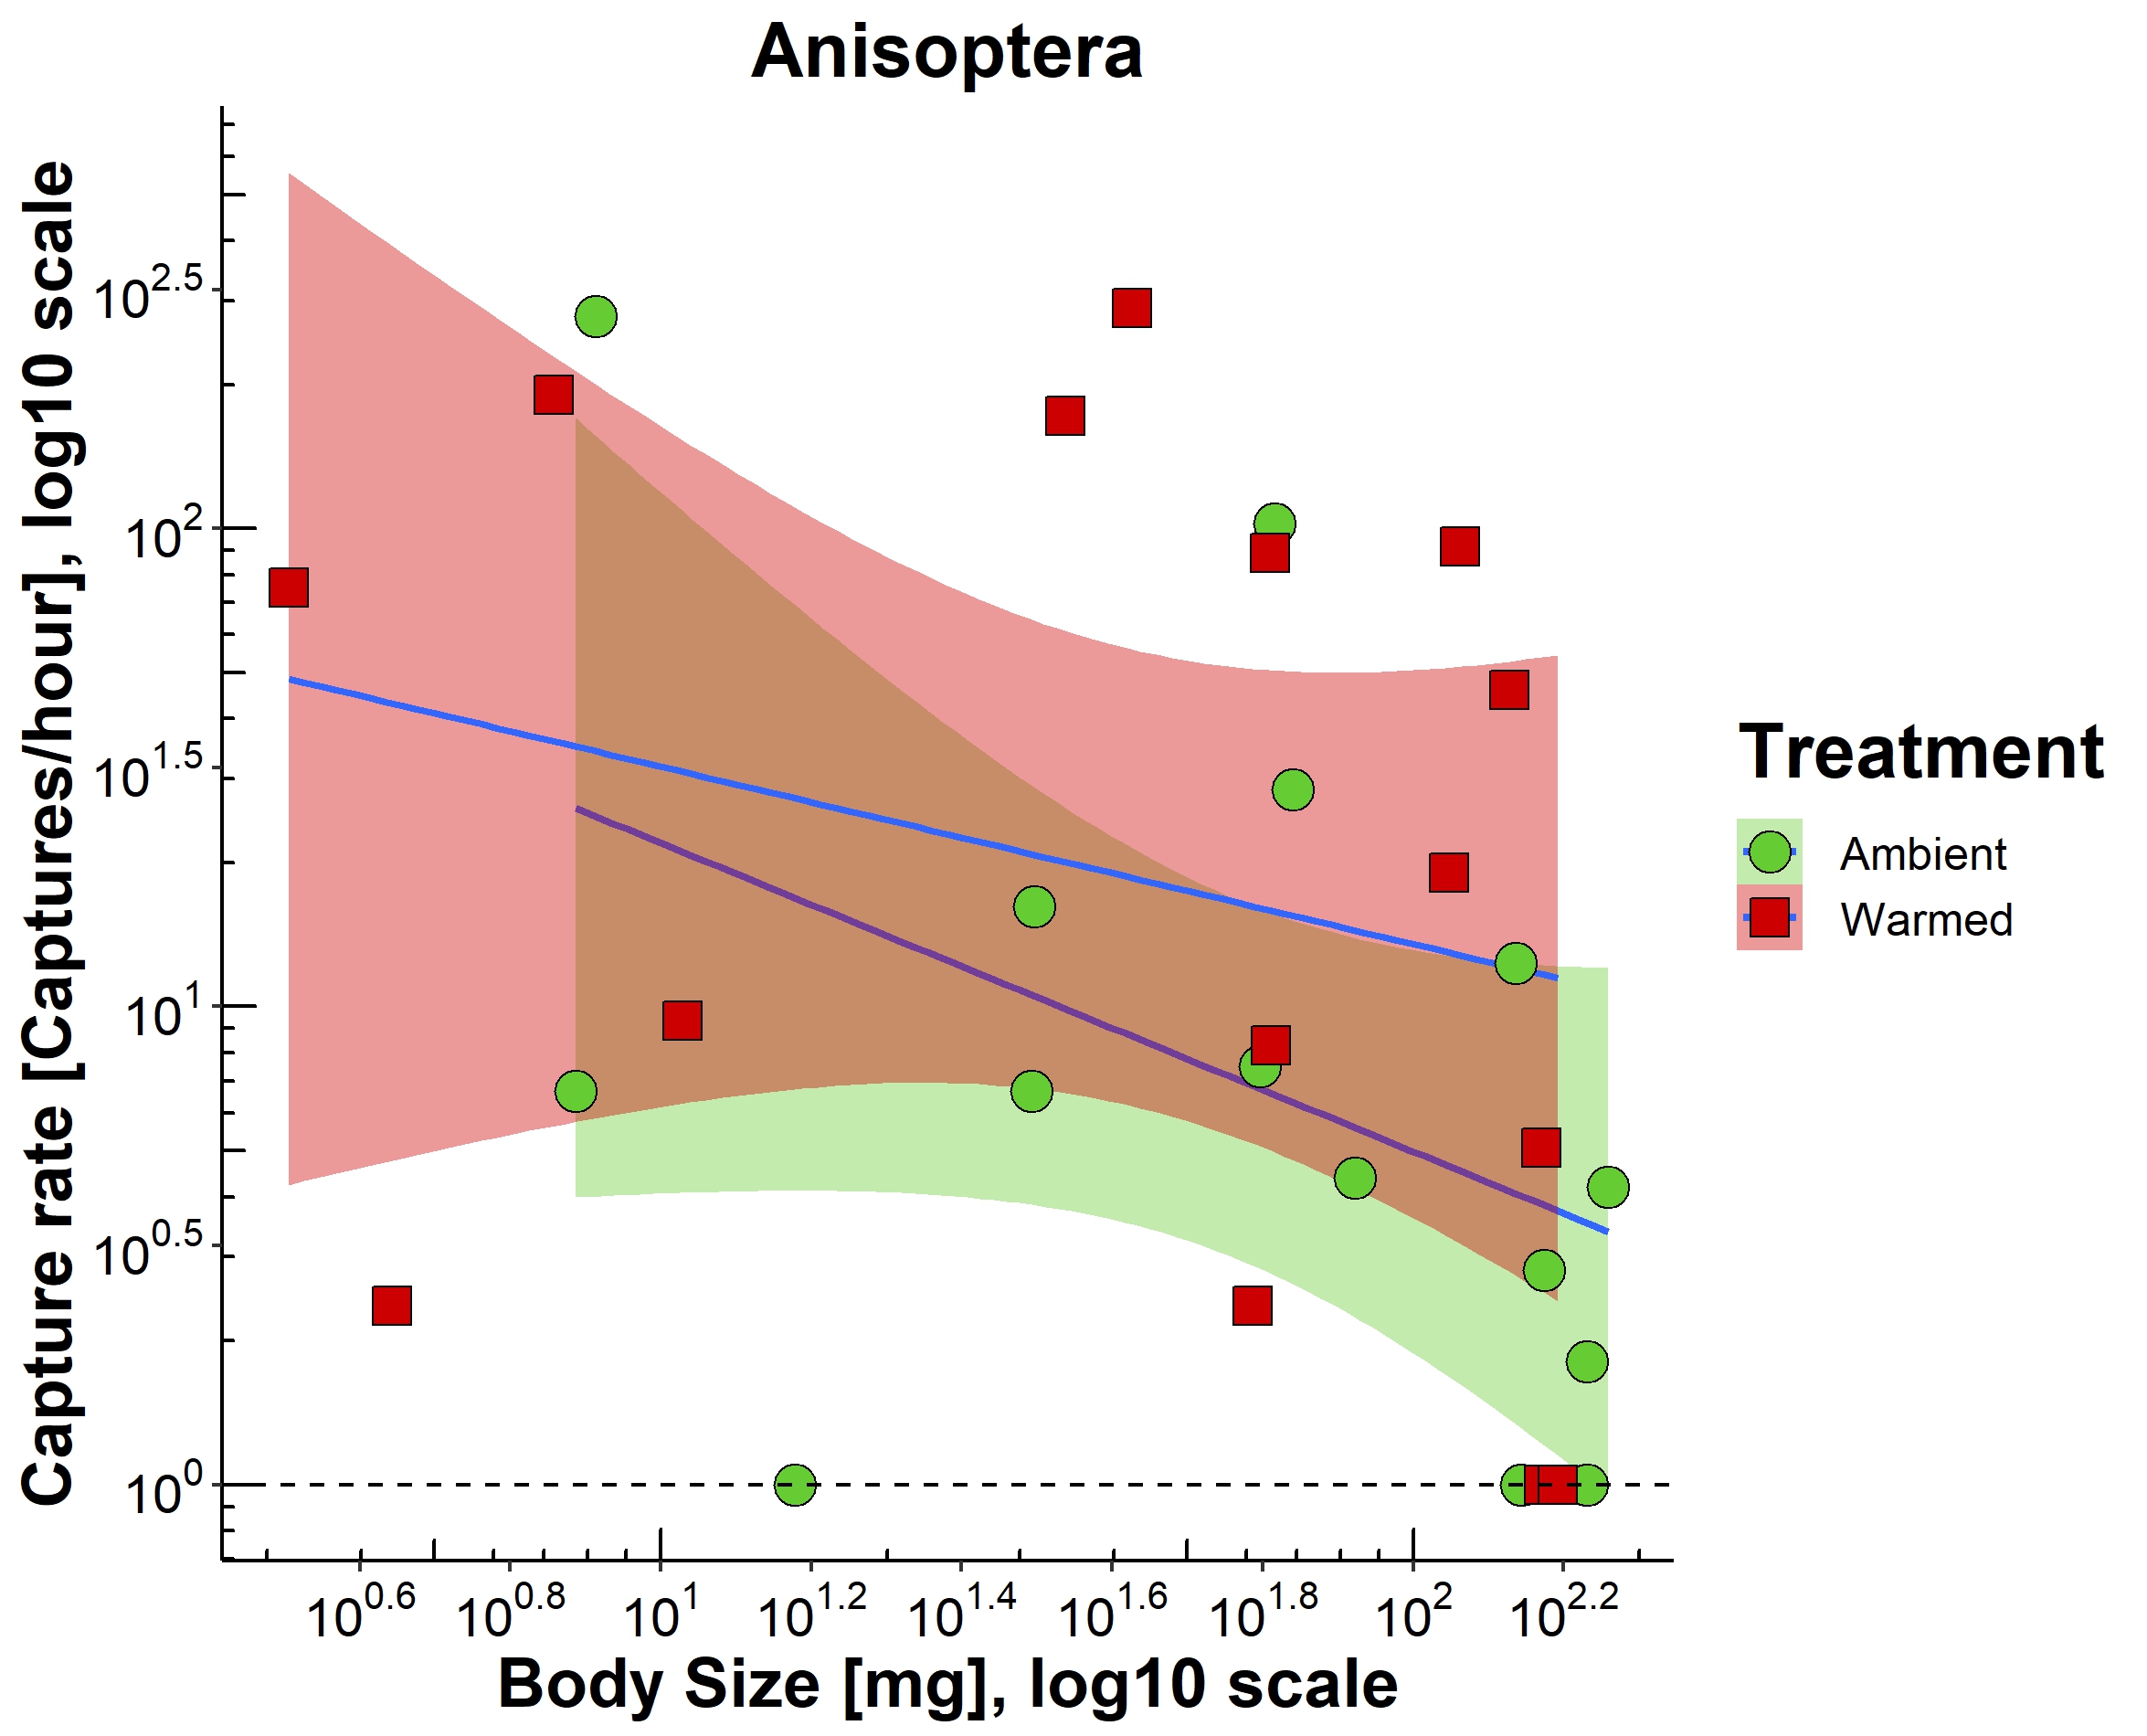 Anisoptera
Capture rate [Captures/hour], log10 scale
10^2.5
10^2
10^1.5
10^1
10^0.5
10^0
10^0.6 10^0.8 10^1 10^1.2 10^1.4 10^1.6 10^1.8 10^2 10^2.2
Body Size [mg], log10 scale
Treatment
Ambient
Warmed